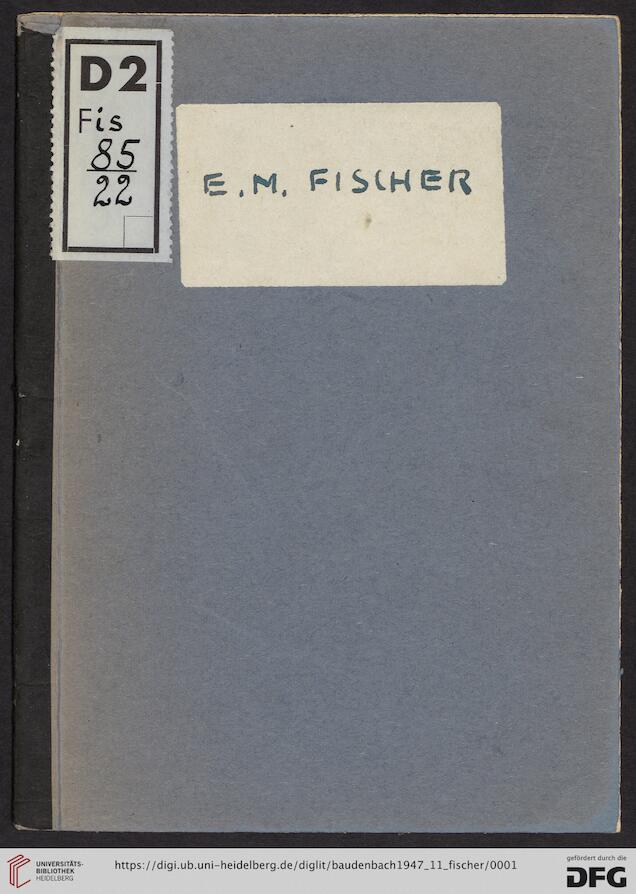 D2
Fis
85
22
E.M. FISCHER
UNIVERSITÄTS-
BIBLIOTHEK
HEIDELBERG
https://digi.ub.uni-heidelberg.de/diglit/baudenbach1947_11_fischer/0001
gefördert durch die
DFG